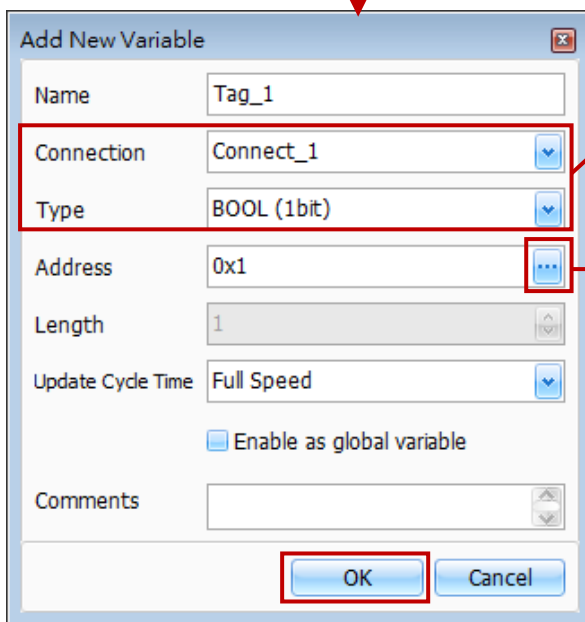 Add New Variable
Name Tag_1
Connection Connect_1
Type BOOL (1bit)
Address 0x1 ...
Length 1
Update Cycle Time Full Speed
Enable as global variable
Comments
OK Cancel